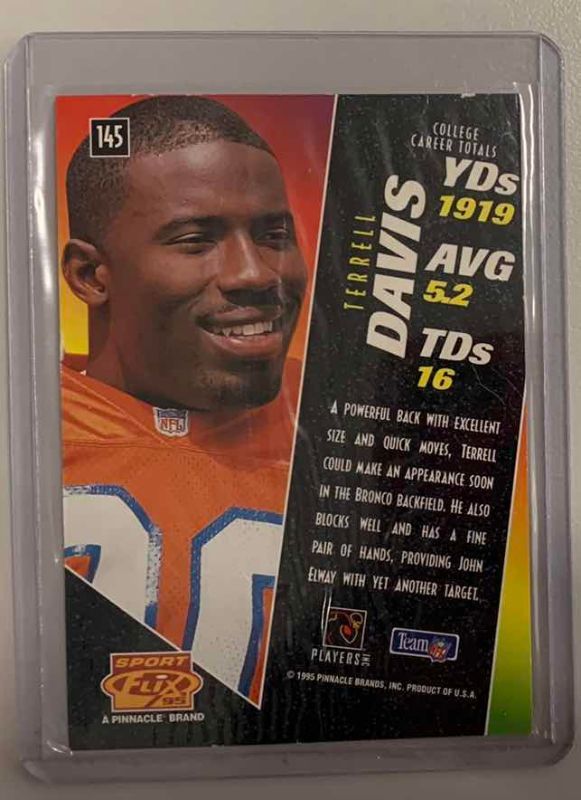 145
COLLEGE
CAREER TOTALS
YDs
1919
TERRELL
DAVIS
AVG
5.2
TDs
16
A POWERFUL BACK WITH EXCELLENT
SIZE AND QUICK MOVES, TERRELL
COULD MAKE AN APPEARANCE SOON
IN THE BRONCO BACKFIELD. HE ALSO
BLOCKS WELL AND HAS A FINE
PAIR OF HANDS, PROVIDING JOHN
ELWAY WITH YET ANOTHER TARGET.
NFL
PLAYERS INC
Team NFL
© 1995 PINNACLE BRANDS, INC. PRODUCT OF U.S.A.
SPORT
FLiX
95
A PINNACLE® BRAND